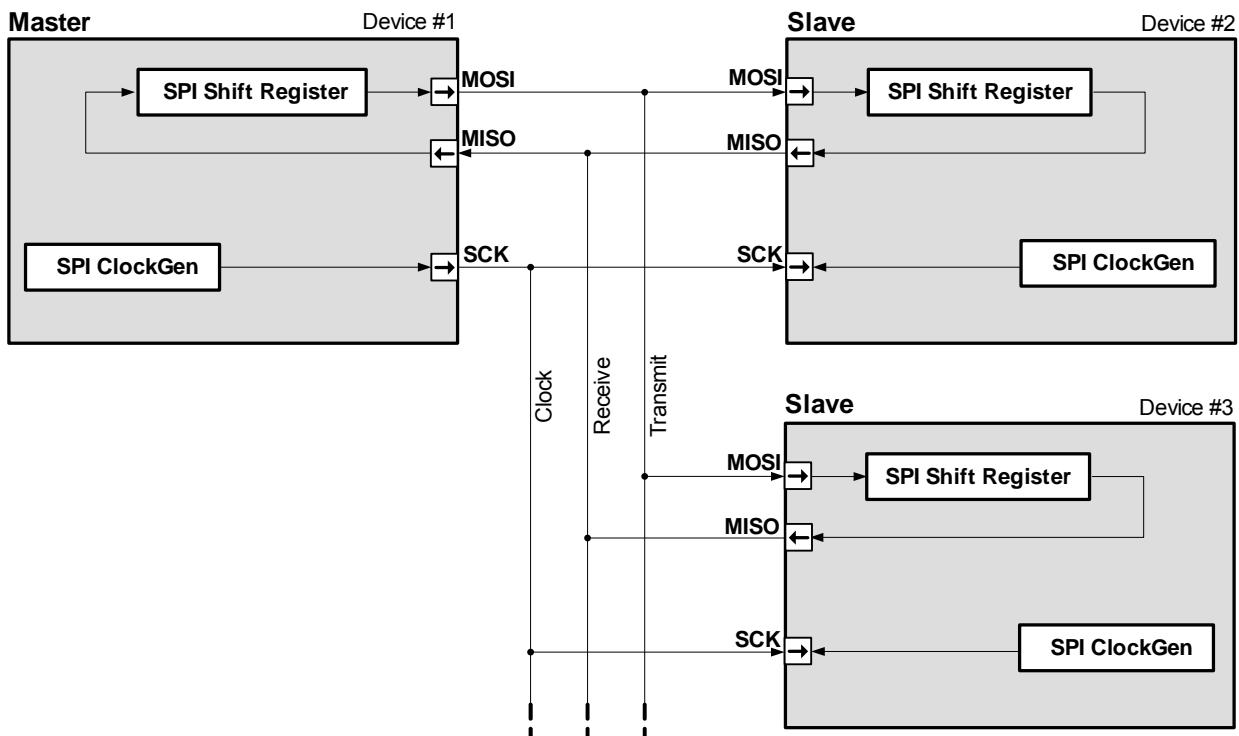 Master
Device #1
SPI Shift Register
MOSI
MISO
SPI ClockGen
SCK
Slave
Device #2
MOSI
SPI Shift Register
MISO
SCK
SPI ClockGen
Clock
Receive
Transmit
Slave
Device #3
MOSI
SPI Shift Register
MISO
SCK
SPI ClockGen